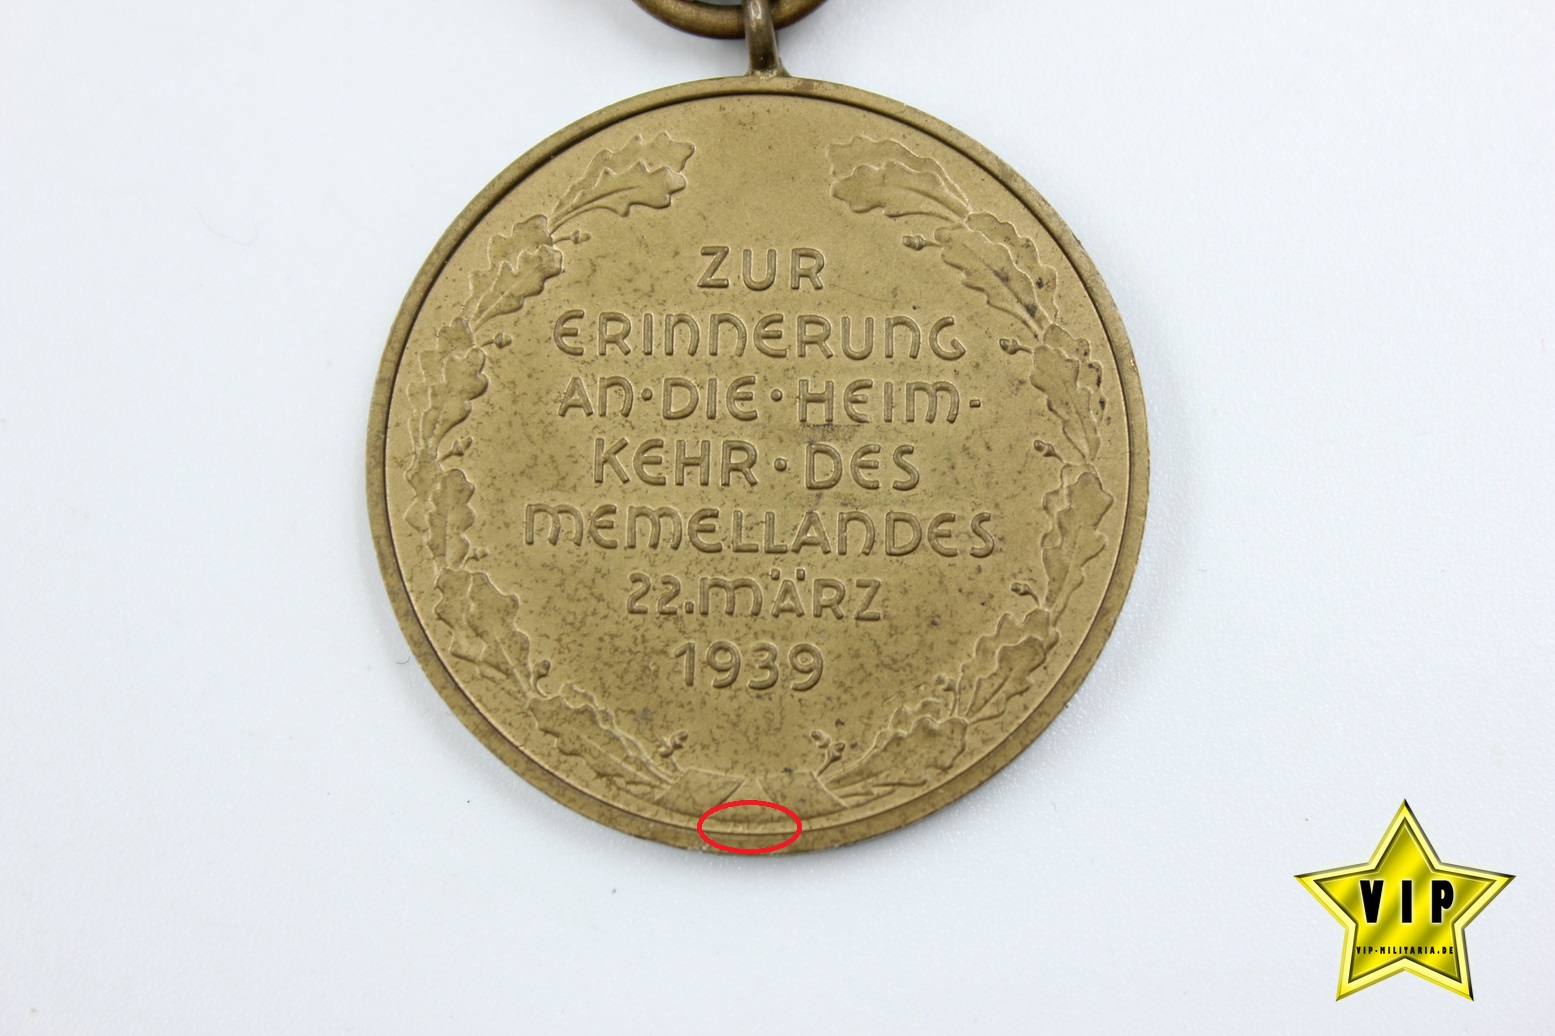 ZUR
ERINNERUNG
AN·DIE·HEIM-
KEHR·DES
MEMELLANDES
22.MÄRZ
1939
VIP
VIP-MILITARIA.DE